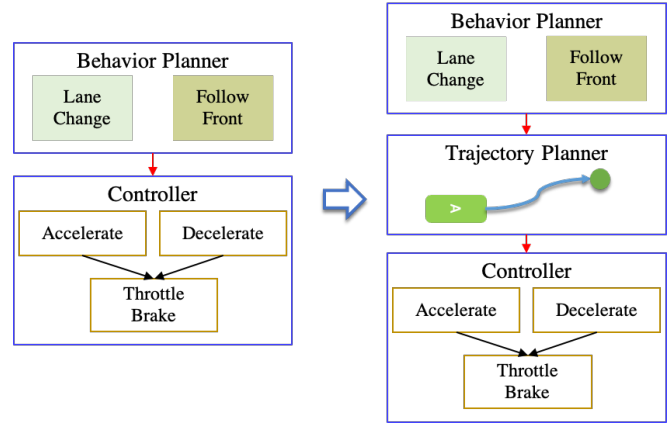 Behavior Planner
Lane
Change
Follow
Front
Controller
Accelerate
Decelerate
Throttle
Brake
Behavior Planner
Lane
Change
Follow
Front
Trajectory Planner
A
Controller
Accelerate
Decelerate
Throttle
Brake